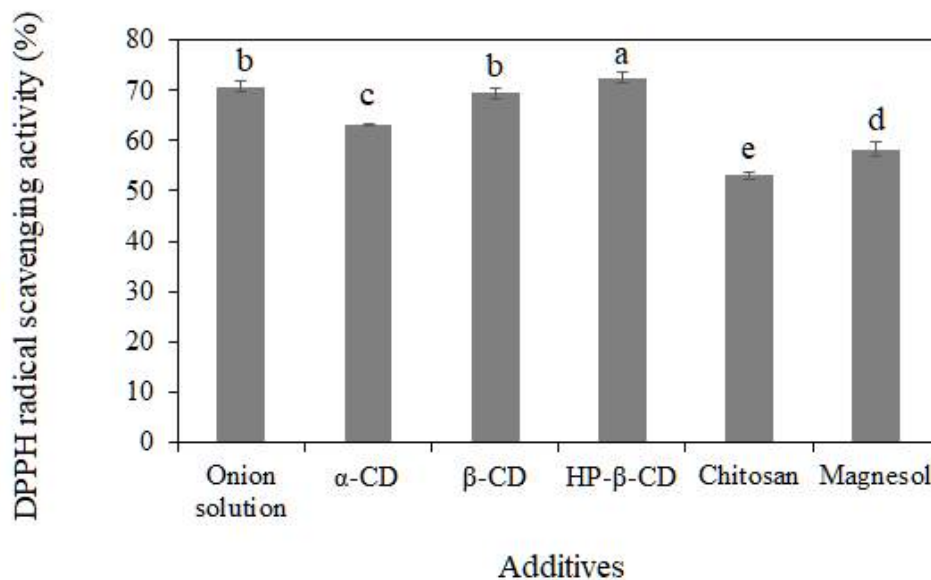 DPPH radical scavenging activity (%)
80
70
60
50
40
30
20
10
0
b
c
b
a
e
d
Onion
solution
α-CD
β-CD
HP-β-CD
Chitosan
Magnesol
Additives